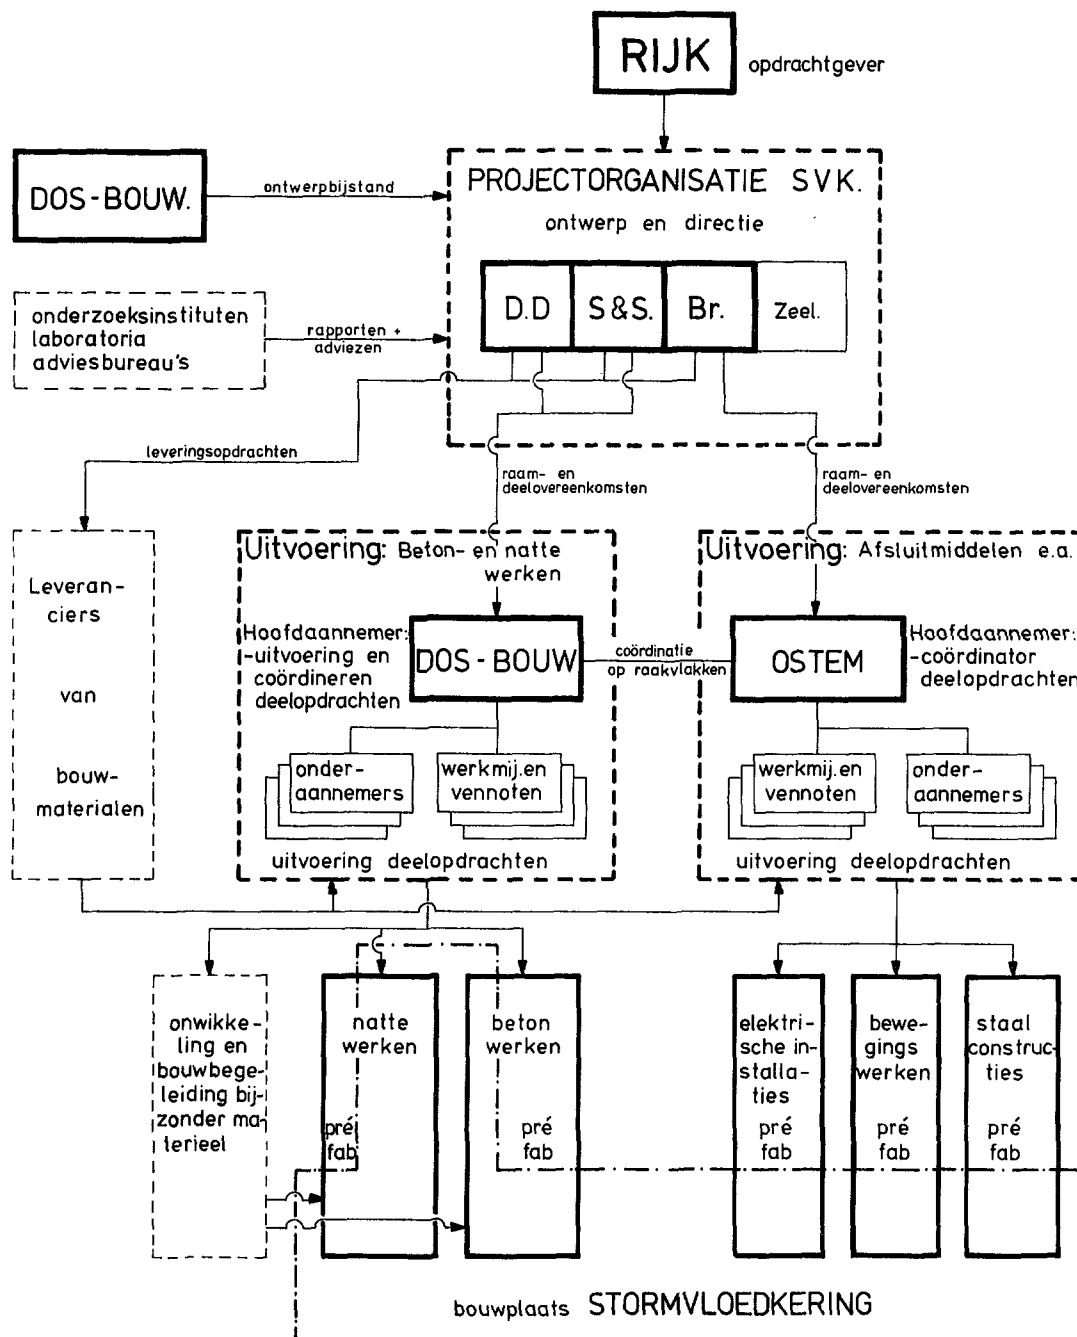 RIJK opdrachtgever
DOS-BOUW.
ontwerpbijstand
PROJECTORGANISATIE SVK.
ontwerp en directie
D.D S&S. Br. Zeel.
onderzoeksinstituten
laboratoria
adviesbureau's
rapporten +
adviezen
leveringsopdrachten
raam- en
deelovereenkomsten
raam- en
deelovereenkomsten
Leveran-
ciers
van
bouw-
materialen
Uitvoering: Beton- en natte
werken
Hoofdaannemer:
-uitvoering en
coördineren
deelopdrachten
DOS-BOUW
coördinatie
op raakvlakken
onder-
aannemers
werkmij.en
vennoten
uitvoering deelopdrachten
Uitvoering: Afsluitmiddelen e.a.
OSTEM
Hoofdaannemer:
-coördinator
deelopdrachten
werkmij.en
vennoten
onder-
aannemers
uitvoering deelopdrachten
onwikke-
ling en
bouwbege-
leiding bij-
zonder ma-
terieel
natte
werken
pré
fab
beton
werken
pré
fab
elektri-
sche in-
stalla-
ties
pré
fab
bewe-
gings
werken
pré
fab
staal
construc-
ties
pré
fab
bouwplaats STORMVLOEDKERING